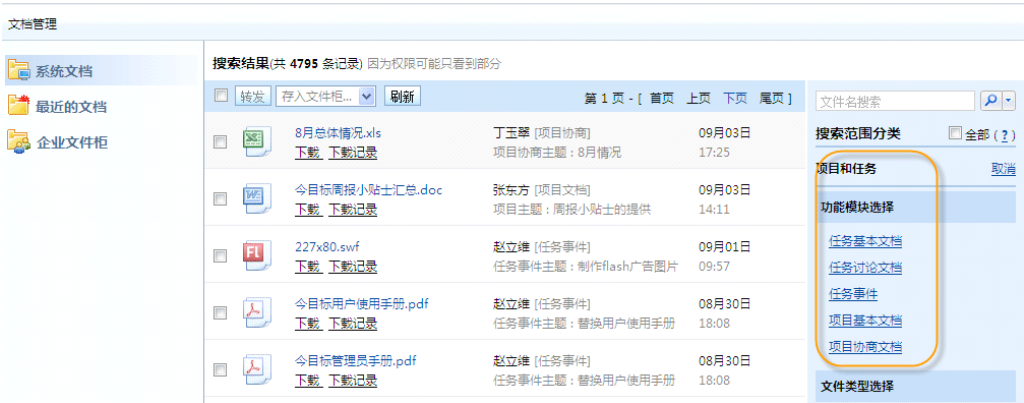 文档管理
系统文档
最近的文档
企业文件柜
搜索结果(共 4795 条记录) 因为权限可能只看到部分
转发 存入文件柜... 刷新 第 1 页 - [ 首页 上页 下页 尾页 ]
8月总体情况.xls 丁玉翠 [项目协商] 09月03日
下载 下载记录 项目协商主题：8月情况 17:25
今目标周报小贴士汇总.doc 张东方 [项目文档] 09月03日
下载 下载记录 项目主题：周报小贴士的提供 14:11
227x80.swf 赵立维 [任务事件] 09月01日
下载 下载记录 任务事件主题：制作flash广告图片 09:57
今目标用户使用手册.pdf 赵立维 [任务事件] 08月30日
下载 下载记录 任务事件主题：替换用户使用手册 18:08
今目标管理员手册.pdf 赵立维 [任务事件] 08月30日
下载 下载记录 任务事件主题：替换用户使用手册 18:08
文件名搜索
搜索范围分类 全部 ( ? )
项目和任务 取消
功能模块选择
任务基本文档
任务讨论文档
任务事件
项目基本文档
项目协商文档
文件类型选择